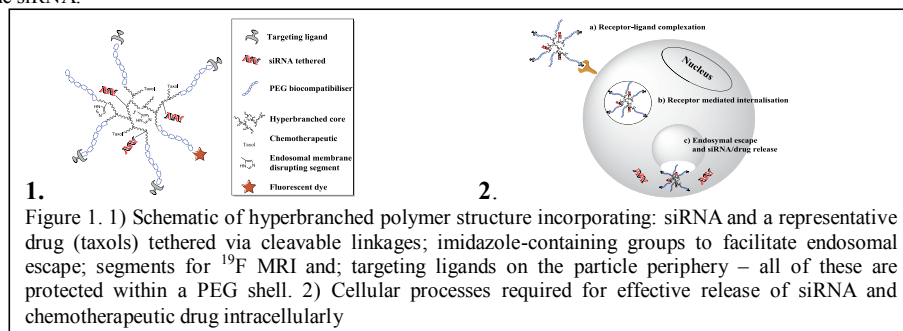 ne siRNA.
Targeting ligand
siRNA tethered
PEG biocompatibiliser
Hyperbranched core
Taxol
Chemotherapeutic
HN
N
Endosomal membrane
disrupting segment
Fluorescent dye
Taxol
Taxol
Taxol
HN
1.
a) Receptor-ligand complexation
Nucleus
b) Receptor mediated internalisation
c) Endosymal escape
and siRNA/drug release
2.
Figure 1. 1) Schematic of hyperbranched polymer structure incorporating: siRNA and a representative
drug (taxols) tethered via cleavable linkages; imidazole-containing groups to facilitate endosomal
escape; segments for ¹⁹F MRI and; targeting ligands on the particle periphery – all of these are
protected within a PEG shell. 2) Cellular processes required for effective release of siRNA and
chemotherapeutic drug intracellularly